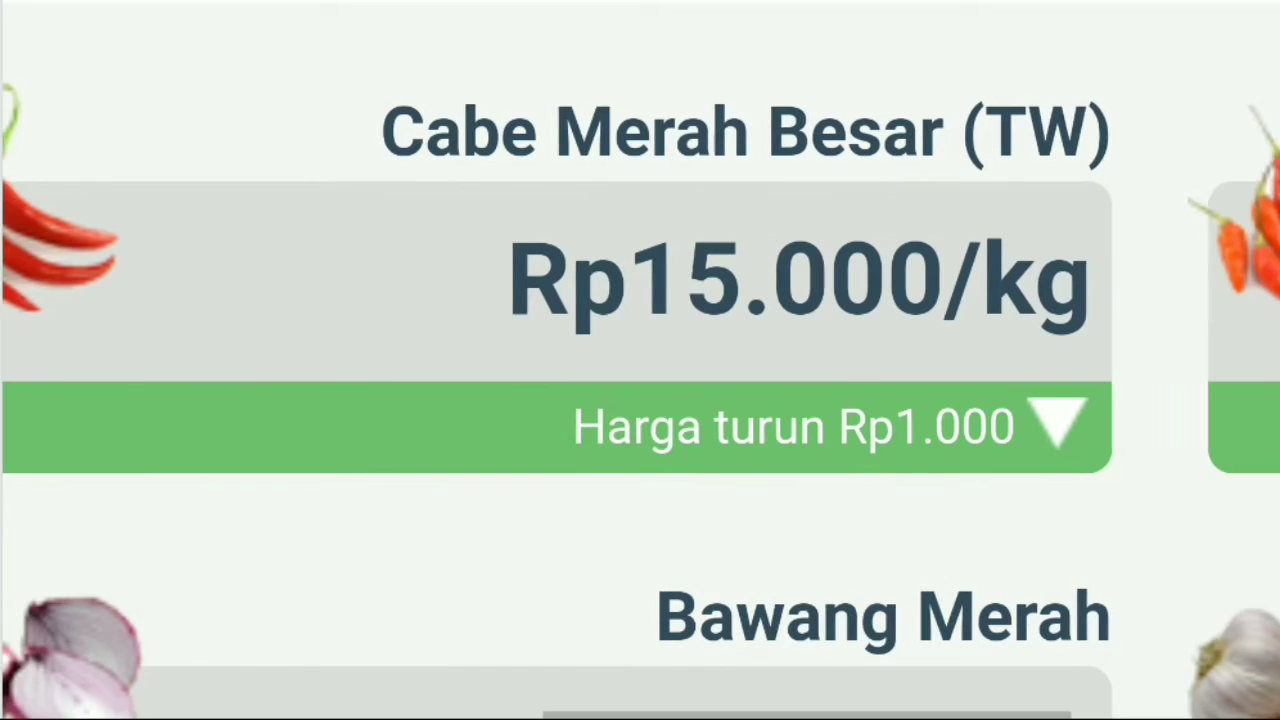 Cabe Merah Besar (TW)
Rp15.000/kg
Harga turun Rp1.000
Bawang Merah